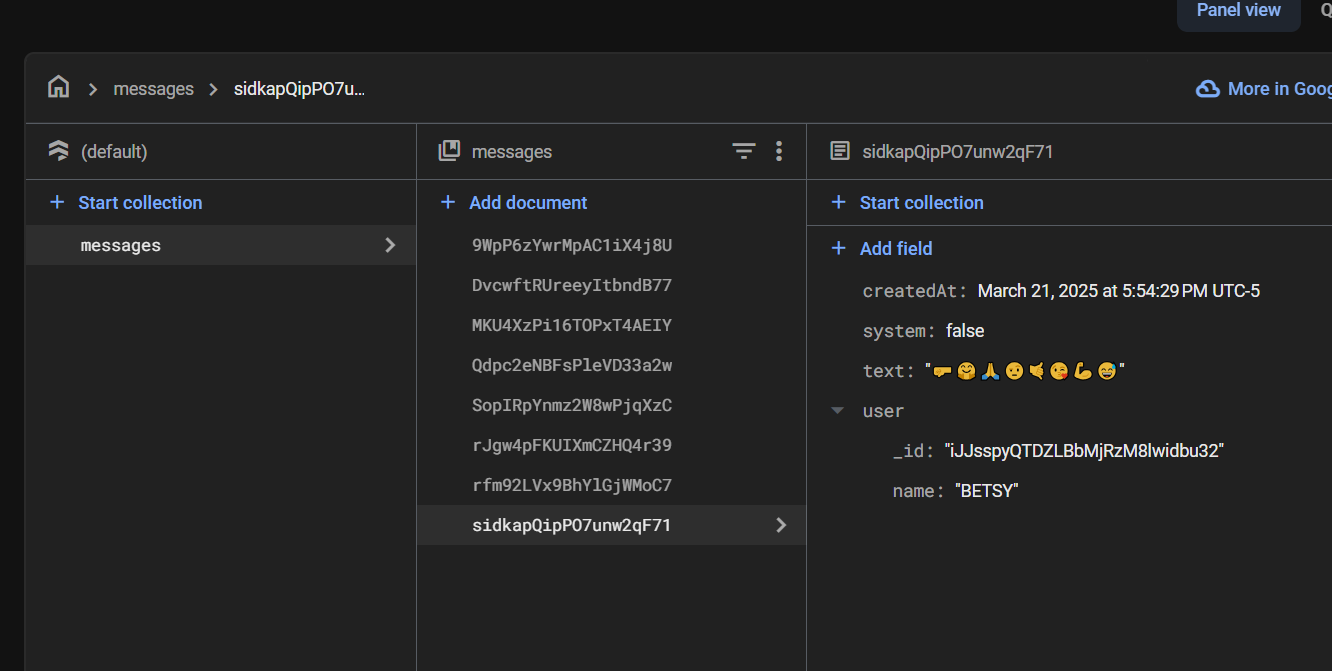 Panel view
messages sidkapQipPO7u…
More in Goog
(default)
messages
sidkapQipPO7unw2qF71
Start collection
Add document
Start collection
messages
9WpP6zYwrMpAC1iX4j8U
Add field
DvcwftRUreeyItbndB77
createdAt: March 21, 2025 at 5:54:29 PM UTC-5
MKU4XzPi16TOPxT4AEIY
system: false
Qdpc2eNBFsPleVD33a2w
text: "🤛🤗🙏😟🤙😘💪😅"
SopIRpYnmz2W8wPjqXzC
user
rJgw4pFKUIXmCZHQ4r39
_id: "iJJsspyQTDZLBbMjRzM8lwidbu32"
rfm92LVx9BhYlGjWMoC7
name: "BETSY"
sidkapQipPO7unw2qF71